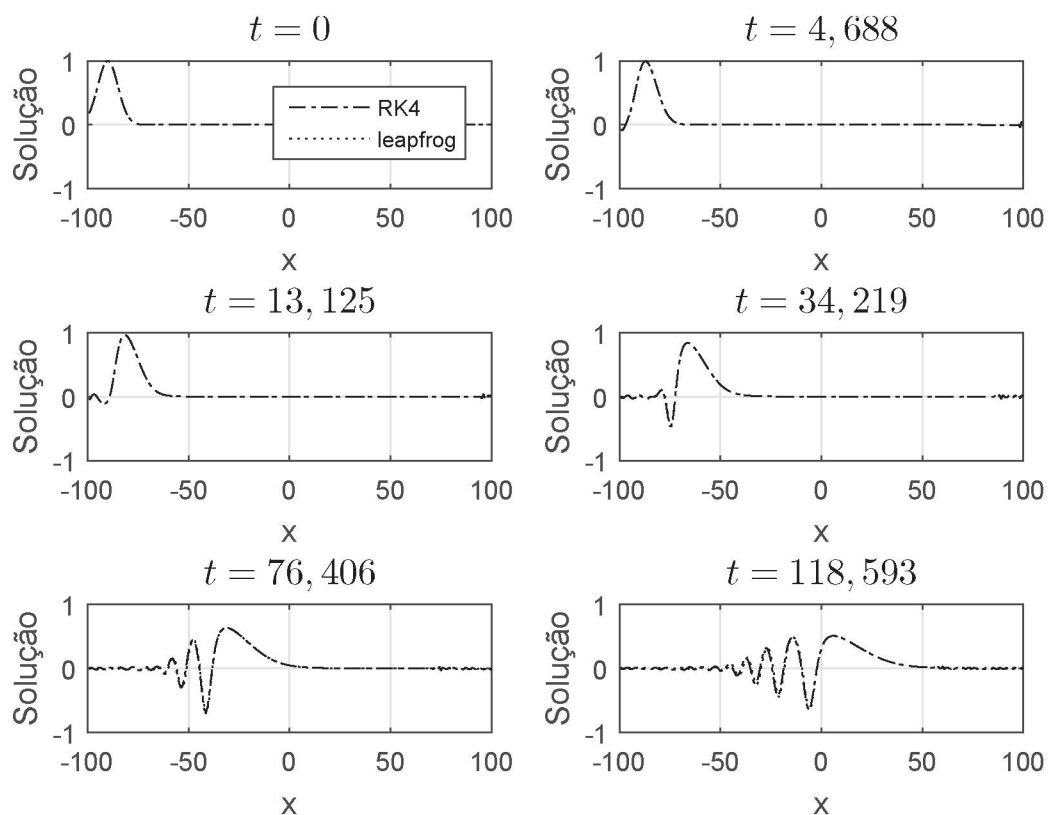 t = 0
Solução
1
0
-1
RK4
leapfrog
-100 -50 0 50 100
x
t = 4, 688
Solução
1
0
-1
-100 -50 0 50 100
x
t = 13, 125
Solução
1
0
-1
-100 -50 0 50 100
x
t = 34, 219
Solução
1
0
-1
-100 -50 0 50 100
x
t = 76, 406
Solução
1
0
-1
-100 -50 0 50 100
x
t = 118, 593
Solução
1
0
-1
-100 -50 0 50 100
x